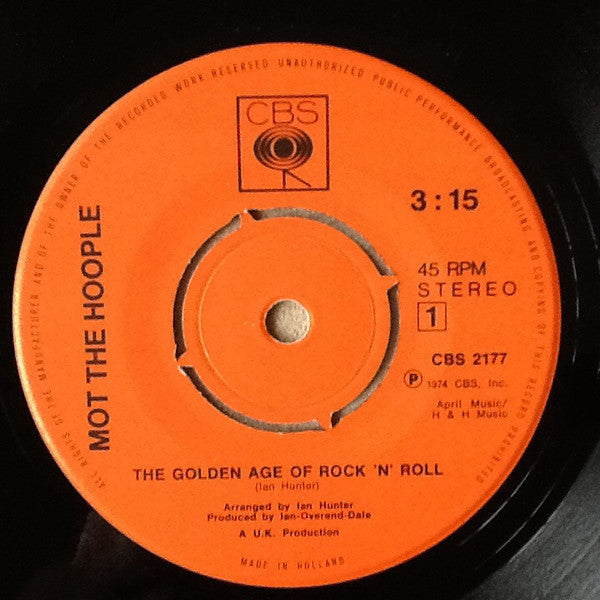 ALL RIGHTS OF THE MANUFACTURER AND OF THE OWNER OF THE RECORDED WORK RESERVED UNAUTHORIZED PUBLIC PERFORMANCE BROADCASTING AND COPYING OF THIS RECORD PROHIBITED
CBS
MOT THE HOOPLE
3:15
45 RPM
STEREO
1
CBS 2177
Ⓟ 1974 CBS, Inc.
April Music/
H & H Music
THE GOLDEN AGE OF ROCK 'N' ROLL
(Ian Hunter)
Arranged by Ian Hunter
Produced by Ian-Overend-Dale
A U.K. Production
MADE IN HOLLAND